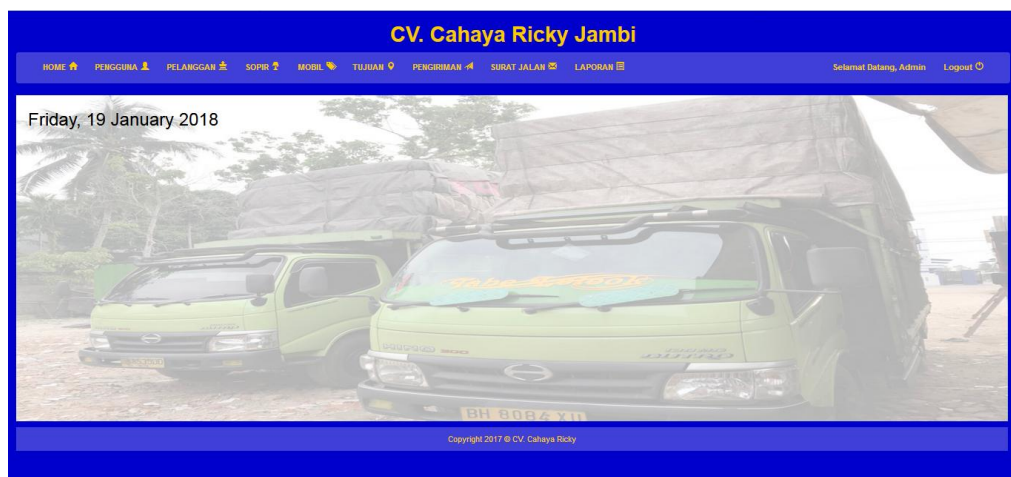 CV. Cahaya Ricky Jambi
HOME PENGGUNA PELANGGAN SOPIR MOBIL TUJUAN PENGIRIMAN SURAT JALAN LAPORAN Selamat Datang, Admin Logout
Friday, 19 January 2018
BH 8084 XU
Copyright 2017 © CV. Cahaya Ricky